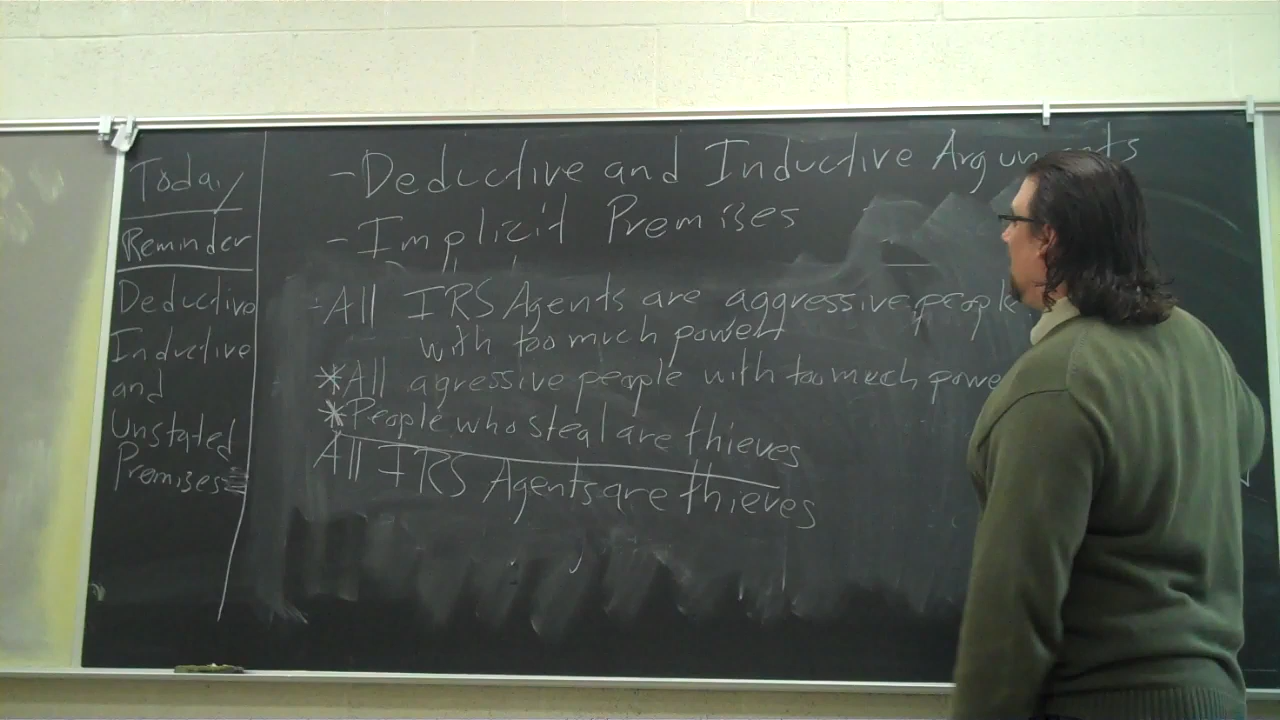 Today
Reminder
Deductive
Inductive
and
Unstated
Premises
- Deductive and Inductive Arguments
- Implicit Premises
- All IRS Agents are aggressive people
with too much power
* All agressive people with too much power
* People who steal are thieves
All IRS Agents are thieves